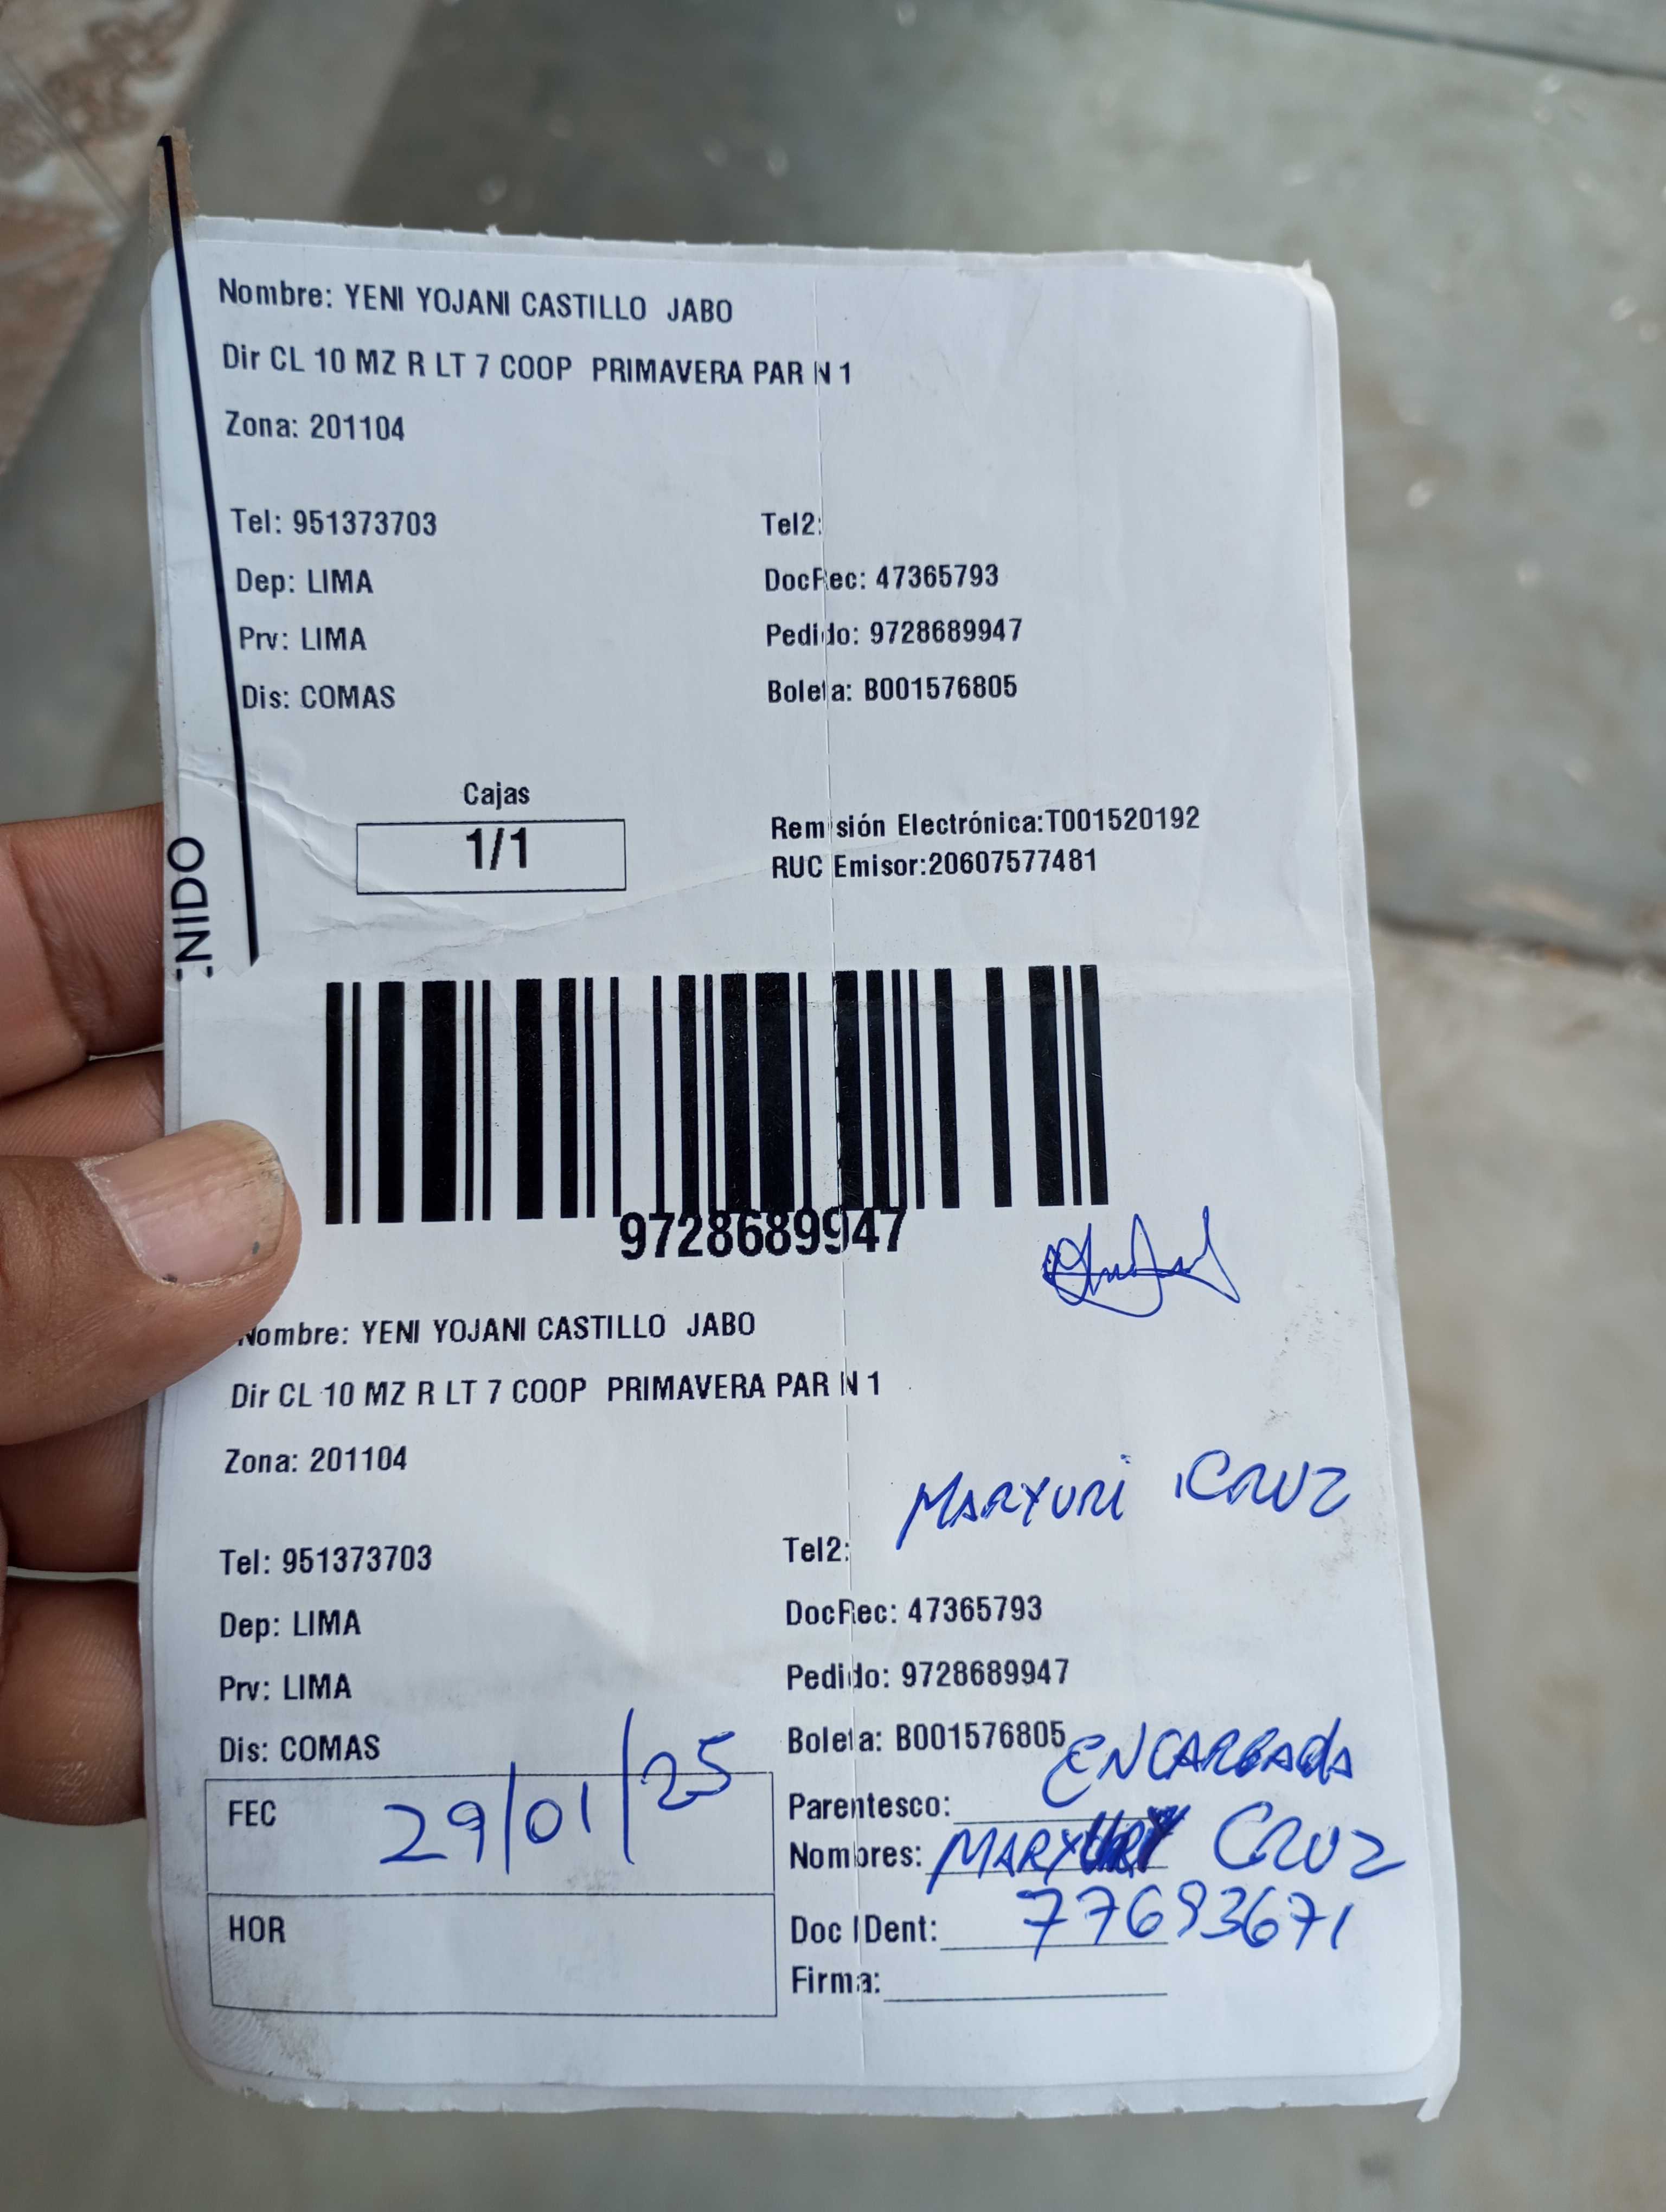 Nombre: YENI YOJANI CASTILLO JABO
Dir CL 10 MZ R LT 7 COOP PRIMAVERA PAR N 1
Zona: 201104
Tel: 951373703
Tel2:
Dep: LIMA
DocRec: 47365793
Prv: LIMA
Pedido: 9728689947
Dis: COMAS
Boleta: B001576805
Cajas
1/1
Remisión Electrónica:T001520192
RUC Emisor:20607577481
ENIDO
9728689947
Nombre: YENI YOJANI CASTILLO JABO
Dir CL 10 MZ R LT 7 COOP PRIMAVERA PAR N 1
Zona: 201104
MARYURI CRUZ
Tel: 951373703
Tel2:
Dep: LIMA
DocRec: 47365793
Prv: LIMA
Pedido: 9728689947
Dis: COMAS
Boleta: B001576805
FEC 29/01/25
Parentesco: ENCARGADA
Nombres: MARYURY CRUZ
HOR
Doc IDent: 77693671
Firma: